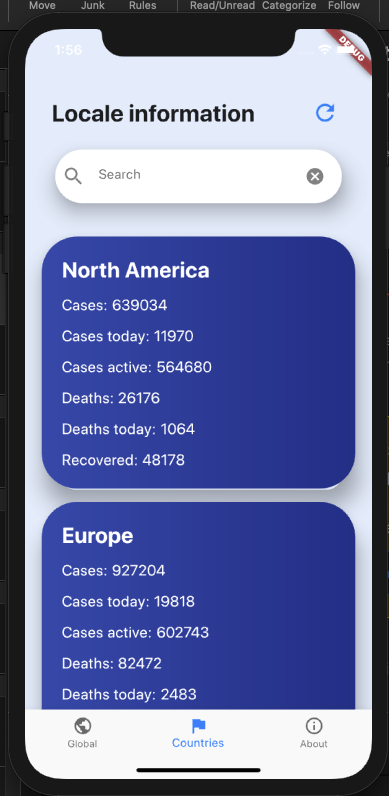 Move Junk Rules Read/Unread Categorize Follow
1:56
DEBUG
Locale information
Search
North America
Cases: 639034
Cases today: 11970
Cases active: 564680
Deaths: 26176
Deaths today: 1064
Recovered: 48178
Europe
Cases: 927204
Cases today: 19818
Cases active: 602743
Deaths: 82472
Deaths today: 2483
Global Countries About